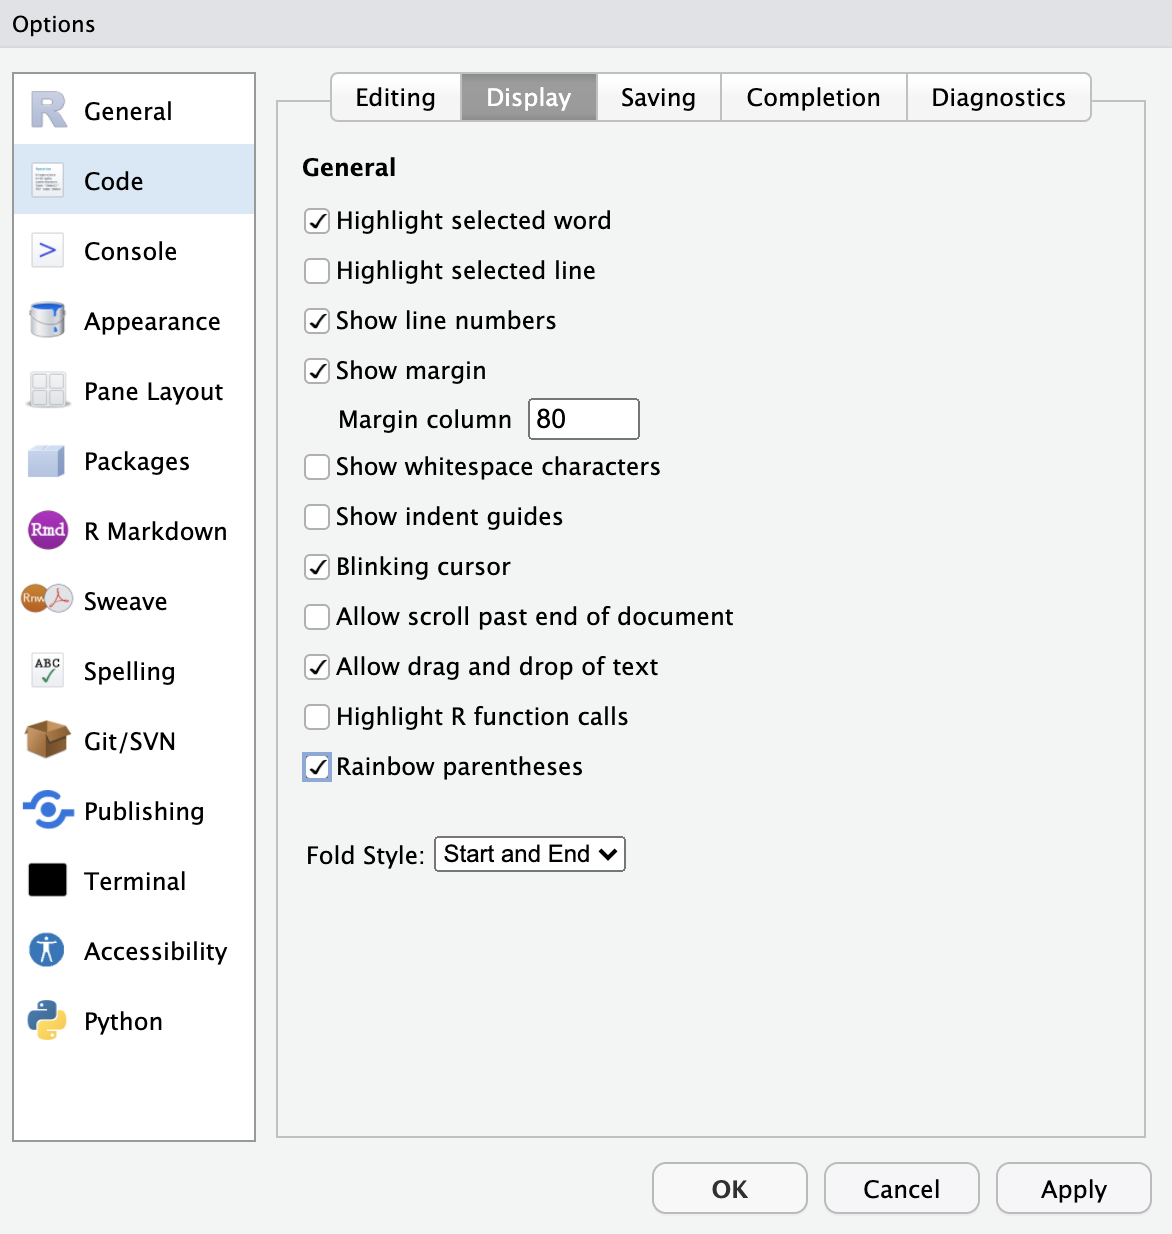 Options
General
Code
Console
Appearance
Pane Layout
Packages
Rmd R Markdown
Rnw Sweave
ABC Spelling
Git/SVN
Publishing
Terminal
Accessibility
Python
Editing Display Saving Completion Diagnostics
General
Highlight selected word
Highlight selected line
Show line numbers
Show margin
Margin column 80
Show whitespace characters
Show indent guides
Blinking cursor
Allow scroll past end of document
Allow drag and drop of text
Highlight R function calls
Rainbow parentheses
Fold Style: Start and End
OK Cancel Apply